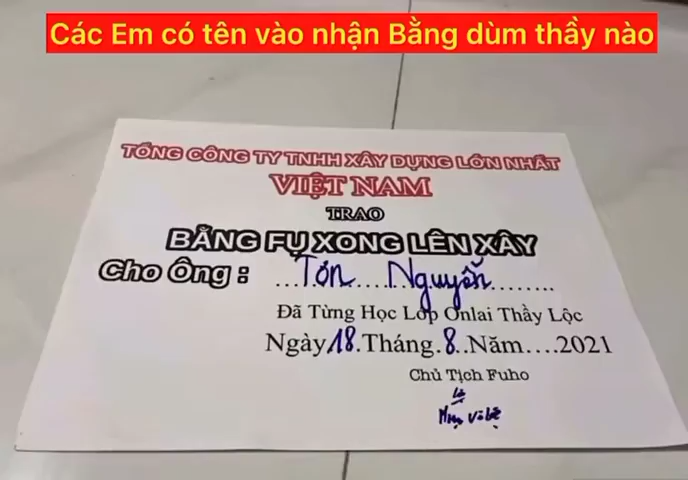 Các Em có tên vào nhận Bằng dùm thầy nào
TỔNG CÔNG TY TNHH XÂY DỰNG LỚN NHẤT
VIỆT NAM
TRAO
BẰNG FỤ XONG LÊN XÂY
Cho Ông : ...Tơn....Nguyễn........
Đã Từng Học Lớp Onlai Thầy Lộc
Ngày.18.Tháng.8..Năm....2021
Chủ Tịch Fuho